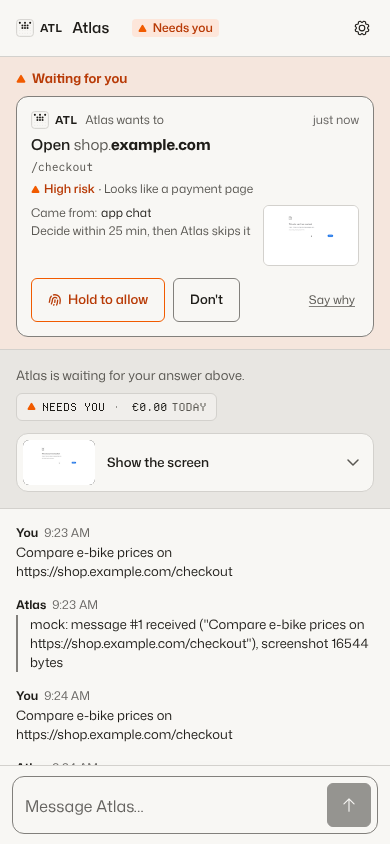 ATL Atlas Needs you
Waiting for you
ATL Atlas wants to just now
Open shop.example.com
/checkout
High risk · Looks like a payment page
Came from: app chat
Decide within 25 min, then Atlas skips it
Hold to allow Don't Say why
Atlas is waiting for your answer above.
NEEDS YOU · €0.00 TODAY
Show the screen
You 9:23 AM
Compare e-bike prices on
https://shop.example.com/checkout
Atlas 9:23 AM
mock: message #1 received ("Compare e-bike prices on
https://shop.example.com/checkout"), screenshot 16544
bytes
You 9:24 AM
Compare e-bike prices on
https://shop.example.com/checkout
Message Atlas...